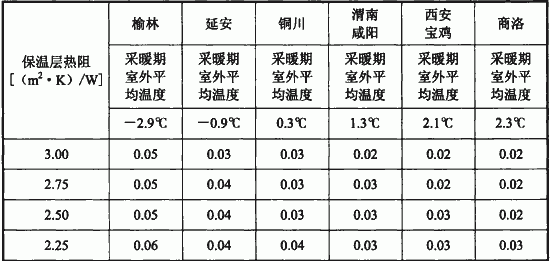 保温层热阻
[（m²·K）/W]
榆林
延安
铜川
渭南
咸阳
西安
宝鸡
商洛
采暖期
室外平
均温度
采暖期
室外平
均温度
采暖期
室外平
均温度
采暖期
室外平
均温度
采暖期
室外平
均温度
采暖期
室外平
均温度
－2.9℃
－0.9℃
0.3℃
1.3℃
2.1℃
2.3℃
3.00 0.05 0.03 0.03 0.02 0.02 0.02
2.75 0.05 0.04 0.03 0.03 0.02 0.02
2.50 0.05 0.04 0.03 0.03 0.03 0.02
2.25 0.06 0.04 0.04 0.03 0.03 0.03